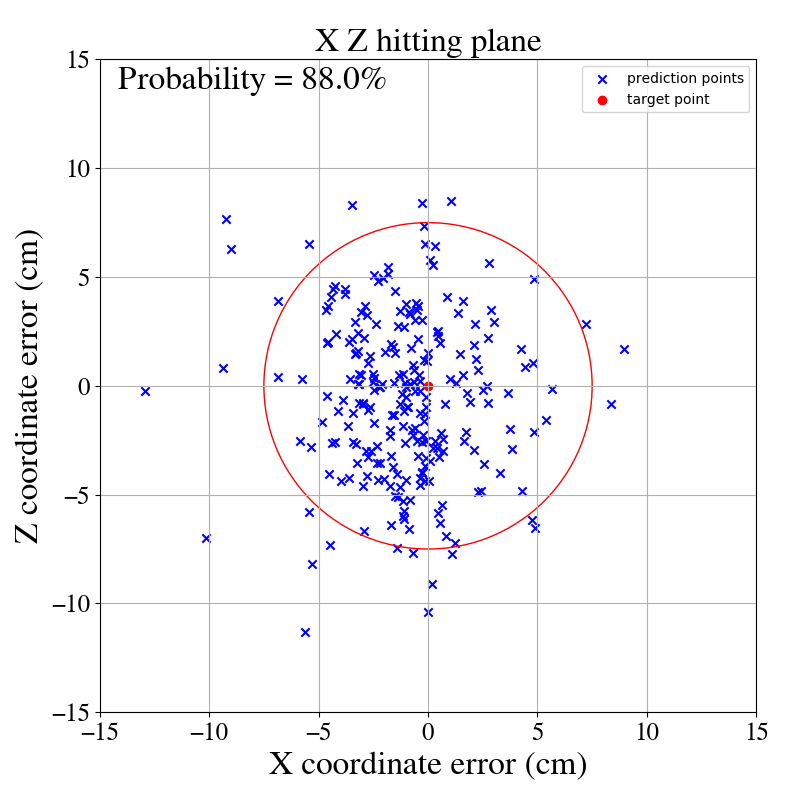 X Z hitting plane
Probability = 88.0%
prediction points
target point
15
10
5
0
−5
−10
−15
Z coordinate error (cm)
−15
−10
−5
0
5
10
15
X coordinate error (cm)